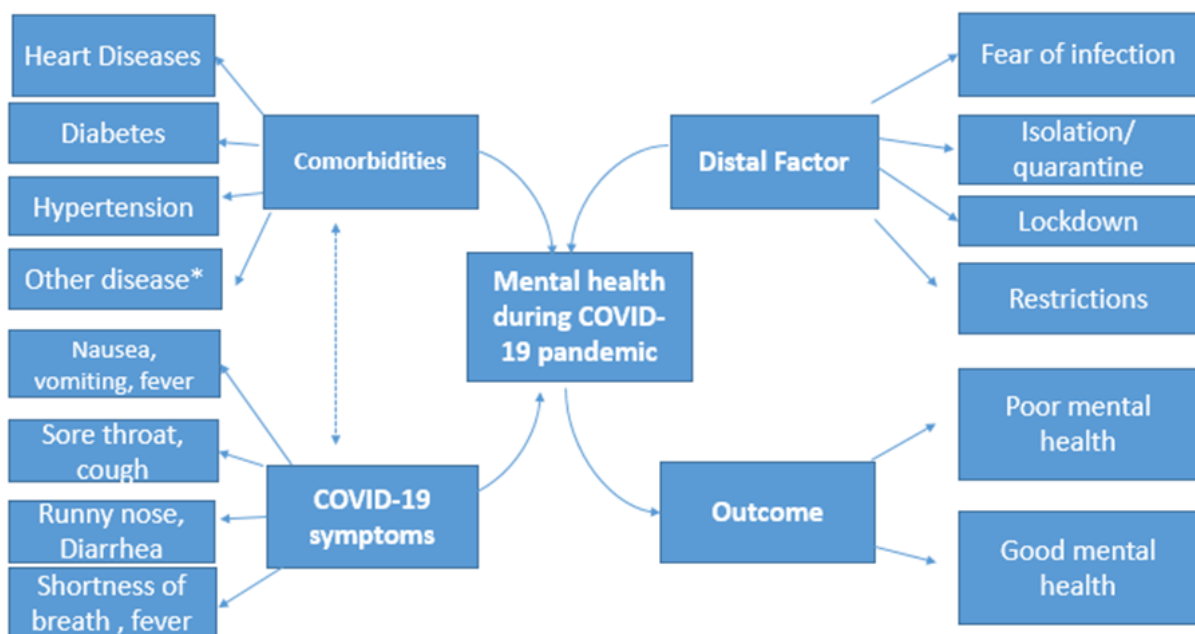 Heart Diseases
Diabetes
Hypertension
Other disease*
Nausea,
vomiting, fever
Sore throat,
cough
Runny nose,
Diarrhea
Shortness of
breath , fever
Comorbidities
COVID-19
symptoms
Mental health
during COVID-
19 pandemic
Distal Factor
Outcome
Fear of infection
Isolation/
quarantine
Lockdown
Restrictions
Poor mental
health
Good mental
health